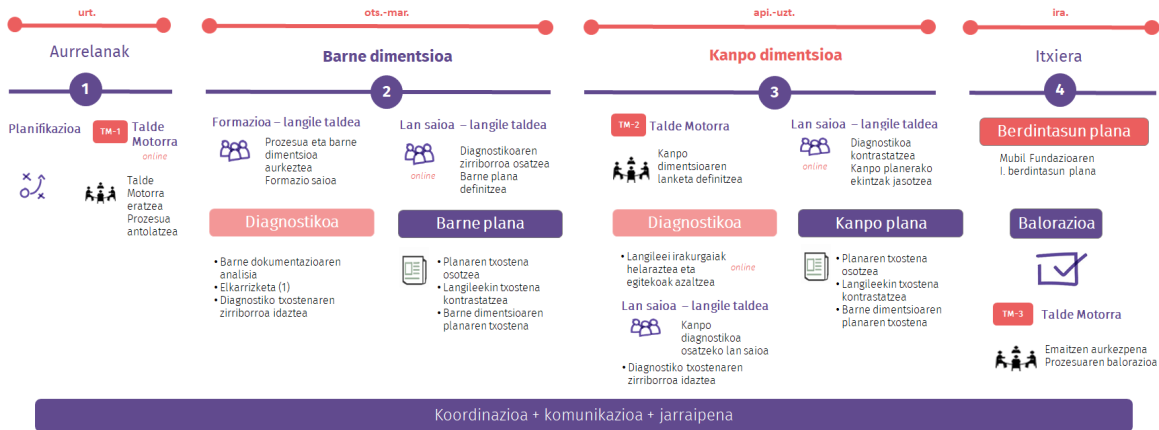 urt.
Aurrelanak
1
Planifikazioa
TM-1
Talde
Motorra
online
Talde
Motorra
eratzea
Prozesua
antolatzea
ots.-mar.
Barne dimentsioa
2
Formazioa – langile taldea
Prozesua eta barne
dimentsioa
aurkeztea
Formazio saioa
Diagnostikoa
• Barne dokumentazioaren
analisia
• Elkarrizketa (1)
• Diagnostiko txostenaren
zirriborroa idaztea
Lan saioa – langile taldea
online
Diagnostikoaren
zirriborroa osatzea
Barne plana
definitzea
Barne plana
• Planaren txostena
osotzea
• Langileekin txostena
kontrastatzea
• Barne dimentsioaren
planaren txostena
api.-uzt.
Kanpo dimentsioa
3
TM-2
Talde Motorra
Kanpo
dimentsioaren
lanketa definitzea
Diagnostikoa
• Langileei irakurgaiak
helaraztea eta
egitekoak azaltzea
online
Lan saioa – langile taldea
Kanpo
diagnostikoa
osatzeko lan saioa
• Diagnostiko txostenaren
zirriborroa idaztea
Lan saioa – langile taldea
online
Diagnostikoa
kontrastatzea
Kanpo planerako
ekintzak jasotzea
Kanpo plana
• Planaren txostena
osotzea
• Langileekin txostena
kontrastatzea
• Barne dimentsioaren
planaren txostena
ira.
Itxiera
4
Berdintasun plana
Mubil Fundazioaren
I. berdintasun plana
Balorazioa
TM-3
Talde Motorra
Emaitzen aurkezpena
Prozesuaren balorazioa
Koordinazioa + komunikazioa + jarraipena